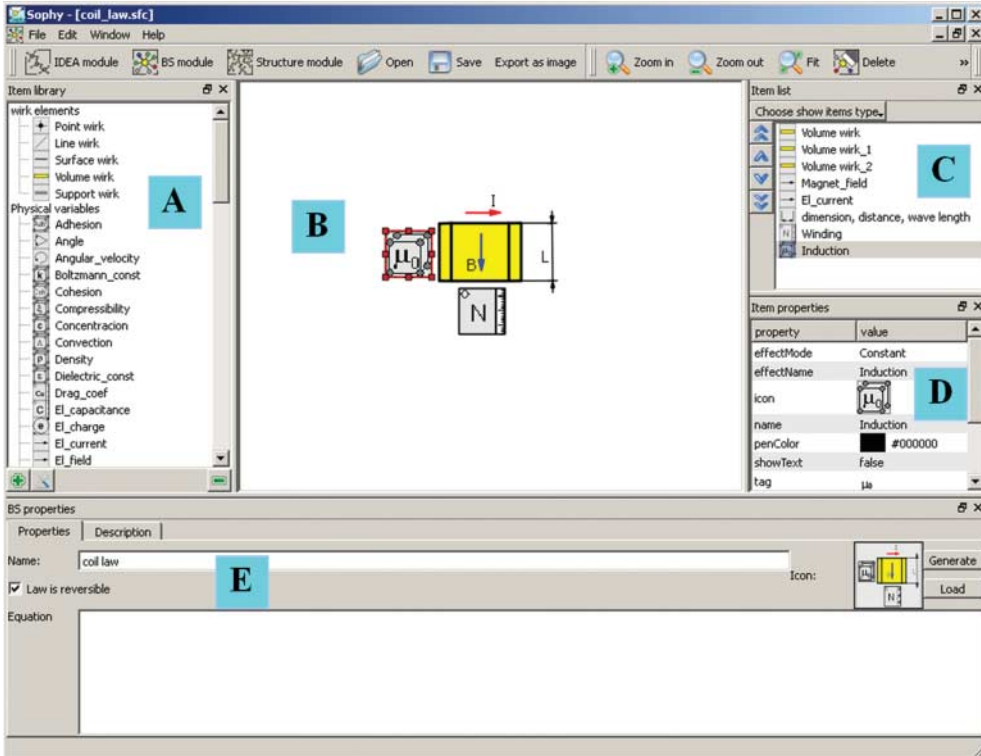 Sophy - [coil_law.sfc]
File Edit Window Help
IDEA module BS module Structure module Open Save Export as image Zoom in Zoom out Fit Delete »
Item library
wirk elements
Point wirk
Line wirk
Surface wirk
Volume wirk
Support wirk
Physical variables
Adhesion
Angle
Angular_velocity
Boltzmann_const
Cohesion
Compressibility
Concentracion
Convection
Density
Dielectric_const
Drag_coef
El_capacitance
El_charge
El_current
El_field
A
B
I
μ0
B
L
N
Item list
Choose show items type
Volume wirk
Volume wirk_1
Volume wirk_2
Magnet_field
El_current
dimension, distance, wave length
Winding
Induction
C
Item properties
property value
effectMode Constant
effectName Induction
icon μ0
name Induction
penColor #000000
showText false
tag μ0
D
BS properties
Properties Description
Name: coil law
Law is reversible
E
Icon:
Generate
Load
Equation